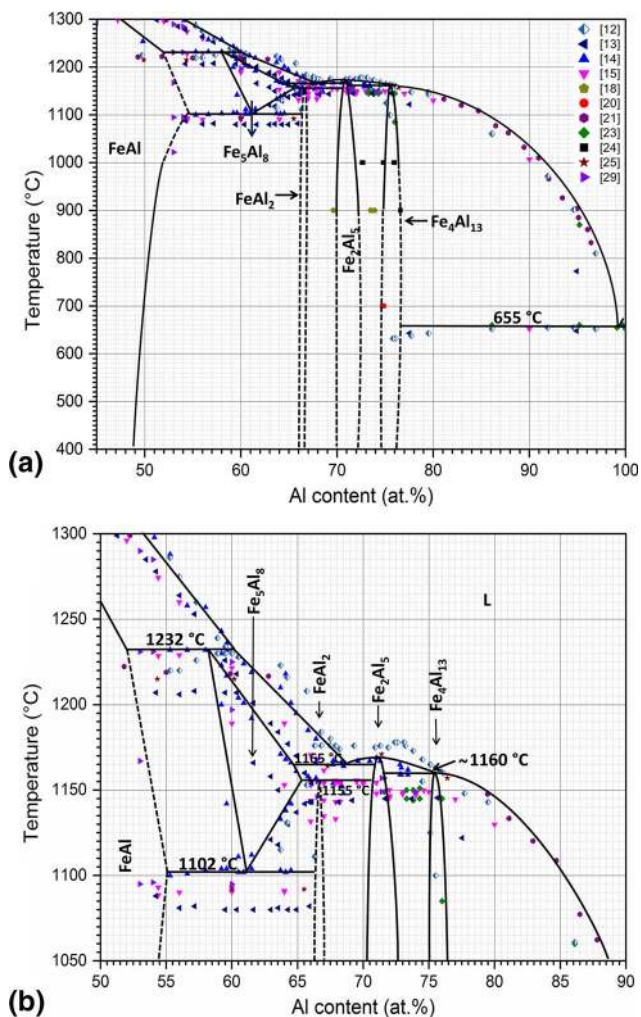 1300
1200
1100
1000
900
800
700
600
500
400
Temperature (°C)
FeAl
Fe5Al8
FeAl2
Fe2Al5
Fe4Al13
655 °C
[12]
[13]
[14]
[15]
[18]
[20]
[21]
[23]
[24]
[25]
[29]
50 60 70 80 90 100
Al content (at.%)
(a)
1300
1250
1200
1150
1100
1050
Temperature (°C)
L
Fe5Al8
FeAl2
Fe2Al5
Fe4Al13
1232 °C
~1160 °C
1165 °C
1155 °C
1102 °C
FeAl
50 55 60 65 70 75 80 85 90
Al content (at.%)
(b)